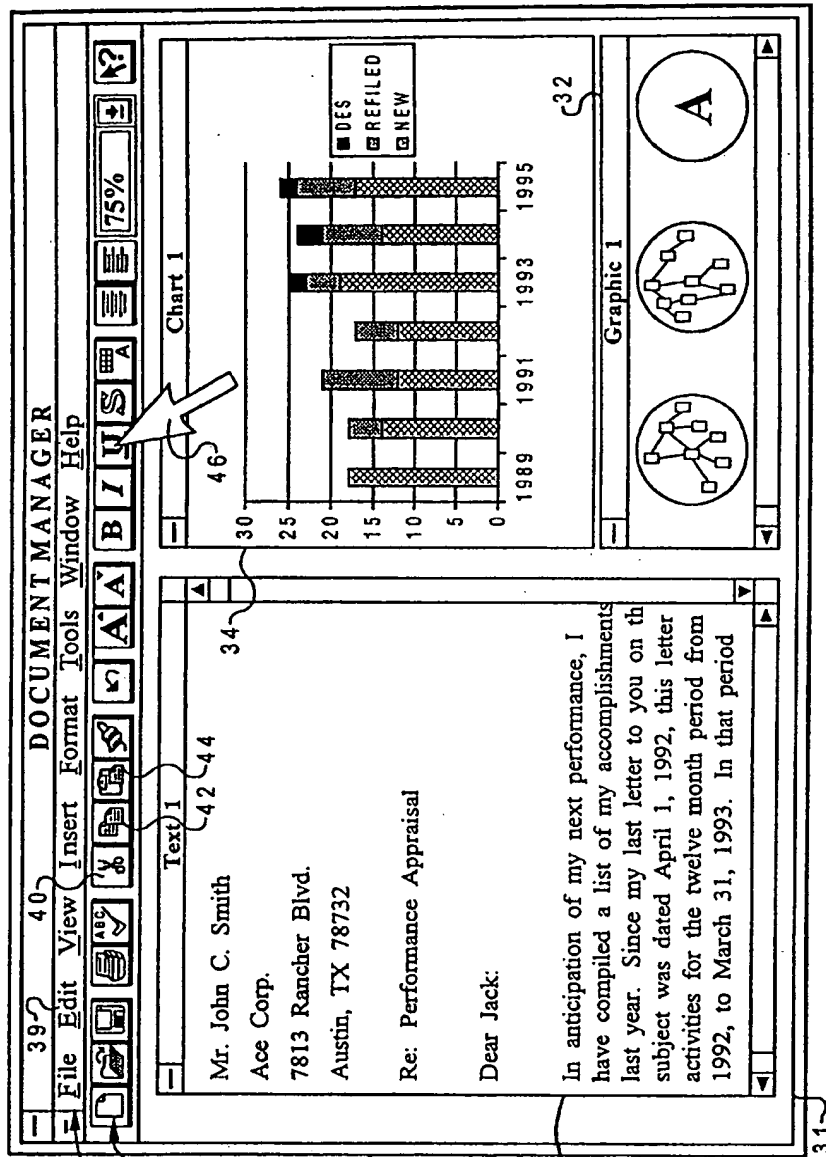 DOCUMENT MANAGER
39
File Edit View Insert Format Tools Window Help
40
ABC
A A
B I U S
A
75%
?
42
44
46
Text 1
Mr. John C. Smith
Ace Corp.
7813 Rancher Blvd.
Austin, TX 78732
Re: Performance Appraisal
Dear Jack:
In anticipation of my next performance, I
have compiled a list of my accomplishments
last year. Since my last letter to you on th
subject was dated April 1, 1992, this letter
activities for the twelve month period from
1992, to March 31, 1993. In that period
34
Chart 1
30
25
20
15
10
5
0
1989
1991
1993
1995
DES
REFILED
NEW
32
Graphic 1
A
31